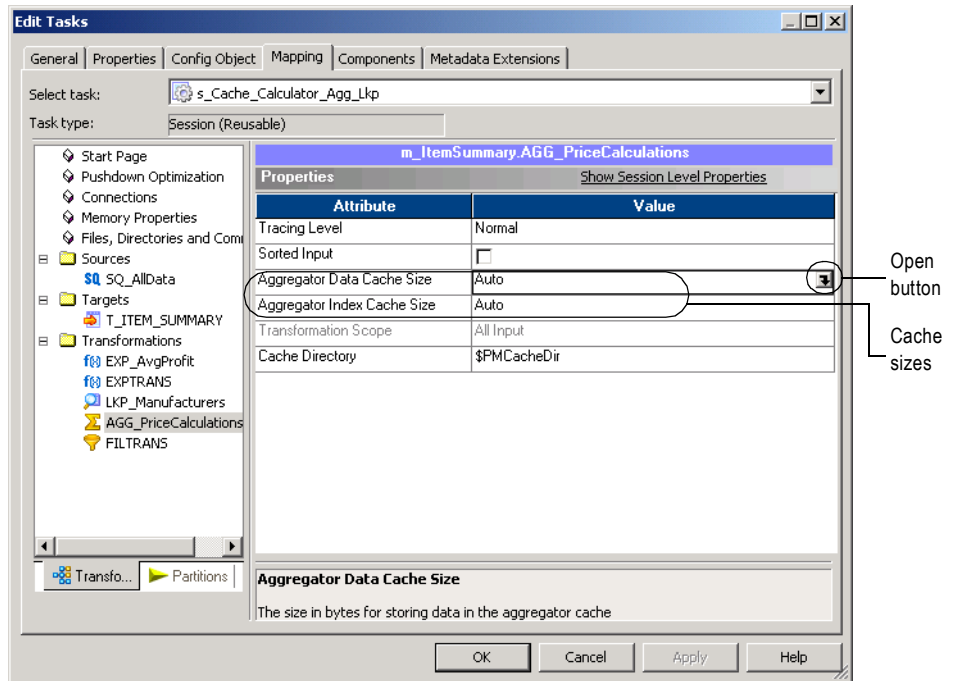 Edit Tasks
General Properties Config Object Mapping Components Metadata Extensions
Select task: s_Cache_Calculator_Agg_Lkp
Task type: Session (Reusable)
Start Page
Pushdown Optimization
Connections
Memory Properties
Files, Directories and Com
Sources
SQ SQ_AllData
Targets
T_ITEM_SUMMARY
Transformations
f(x) EXP_AvgProfit
f(x) EXPTRANS
LKP_Manufacturers
AGG_PriceCalculations
FILTRANS
Transfo... Partitions
m_ItemSummary.AGG_PriceCalculations
Properties Show Session Level Properties
Attribute Value
Tracing Level Normal
Sorted Input
Aggregator Data Cache Size Auto
Aggregator Index Cache Size Auto
Transformation Scope All Input
Cache Directory $PMCacheDir
Aggregator Data Cache Size
The size in bytes for storing data in the aggregator cache
OK Cancel Apply Help
Open
button
Cache
sizes